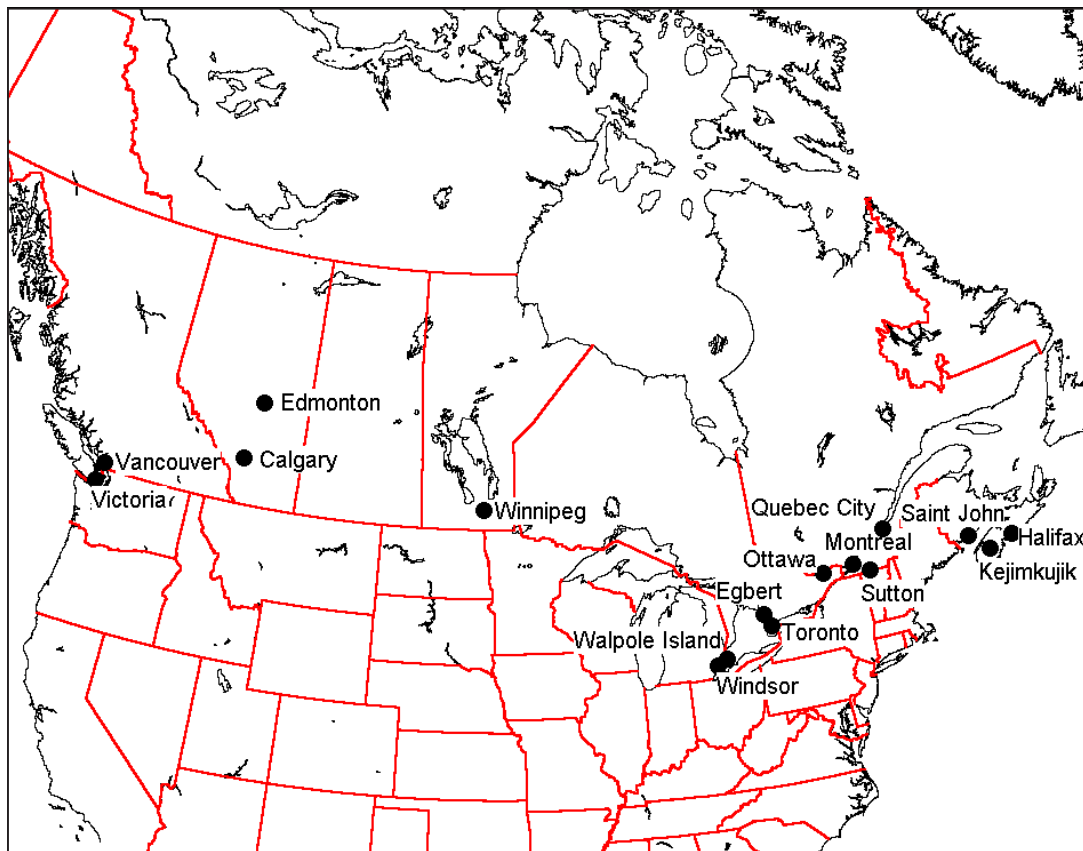 Edmonton
Vancouver
Calgary
Victoria
Winnipeg
Quebec City
Saint John
Halifax
Montreal
Kejimkujik
Ottawa
Sutton
Egbert
Toronto
Walpole Island
Windsor